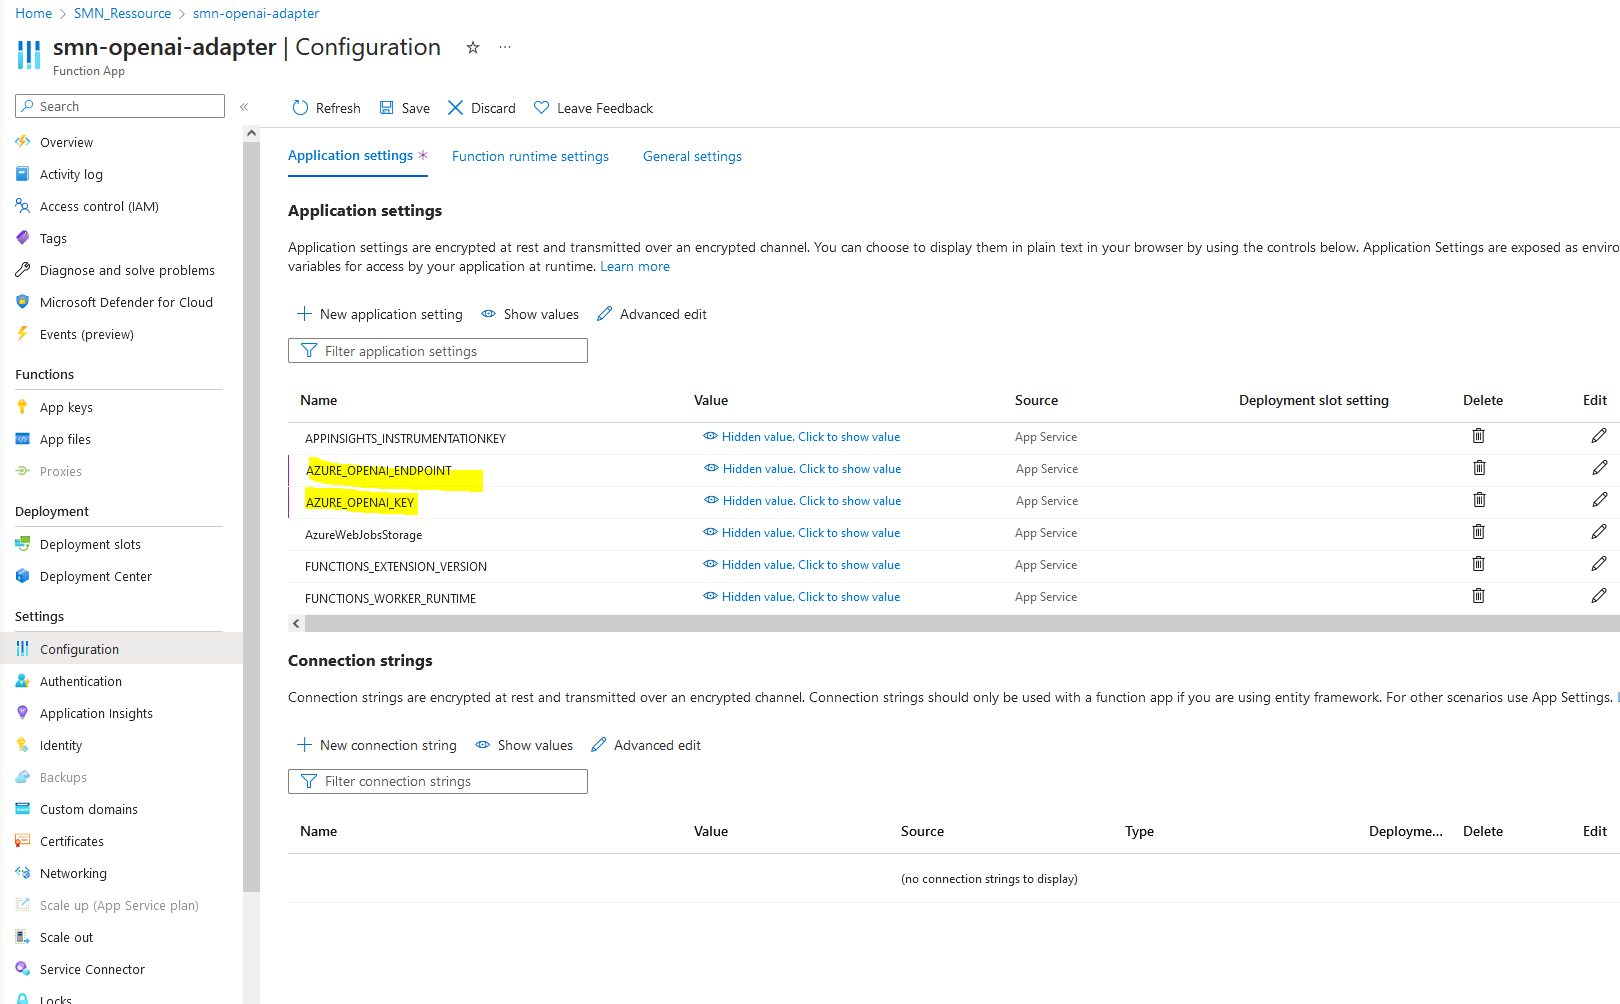 Home > SMN_Ressource > smn-openai-adapter
smn-openai-adapter | Configuration ☆ ...
Function App
Search «
Refresh Save Discard Leave Feedback
Overview
Activity log
Access control (IAM)
Tags
Diagnose and solve problems
Microsoft Defender for Cloud
Events (preview)
Functions
App keys
App files
Proxies
Deployment
Deployment slots
Deployment Center
Settings
Configuration
Authentication
Application Insights
Identity
Backups
Custom domains
Certificates
Networking
Scale up (App Service plan)
Scale out
Service Connector
Locks
Application settings * Function runtime settings General settings
Application settings
Application settings are encrypted at rest and transmitted over an encrypted channel. You can choose to display them in plain text in your browser by using the controls below. Application Settings are exposed as enviro
variables for access by your application at runtime. Learn more
New application setting Show values Advanced edit
Filter application settings
Name Value Source Deployment slot setting Delete Edit
APPINSIGHTS_INSTRUMENTATIONKEY Hidden value. Click to show value App Service
AZURE_OPENAI_ENDPOINT Hidden value. Click to show value App Service
AZURE_OPENAI_KEY Hidden value. Click to show value App Service
AzureWebJobsStorage Hidden value. Click to show value App Service
FUNCTIONS_EXTENSION_VERSION Hidden value. Click to show value App Service
FUNCTIONS_WORKER_RUNTIME Hidden value. Click to show value App Service
Connection strings
Connection strings are encrypted at rest and transmitted over an encrypted channel. Connection strings should only be used with a function app if you are using entity framework. For other scenarios use App Settings.
New connection string Show values Advanced edit
Filter connection strings
Name Value Source Type Deployme... Delete Edit
(no connection strings to display)